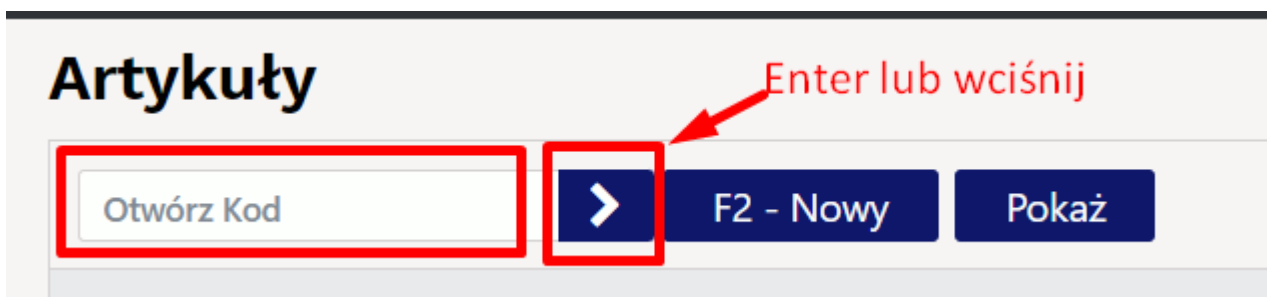 Artykuły
Enter lub wciśnij
Otwórz Kod
F2 - Nowy
Pokaż